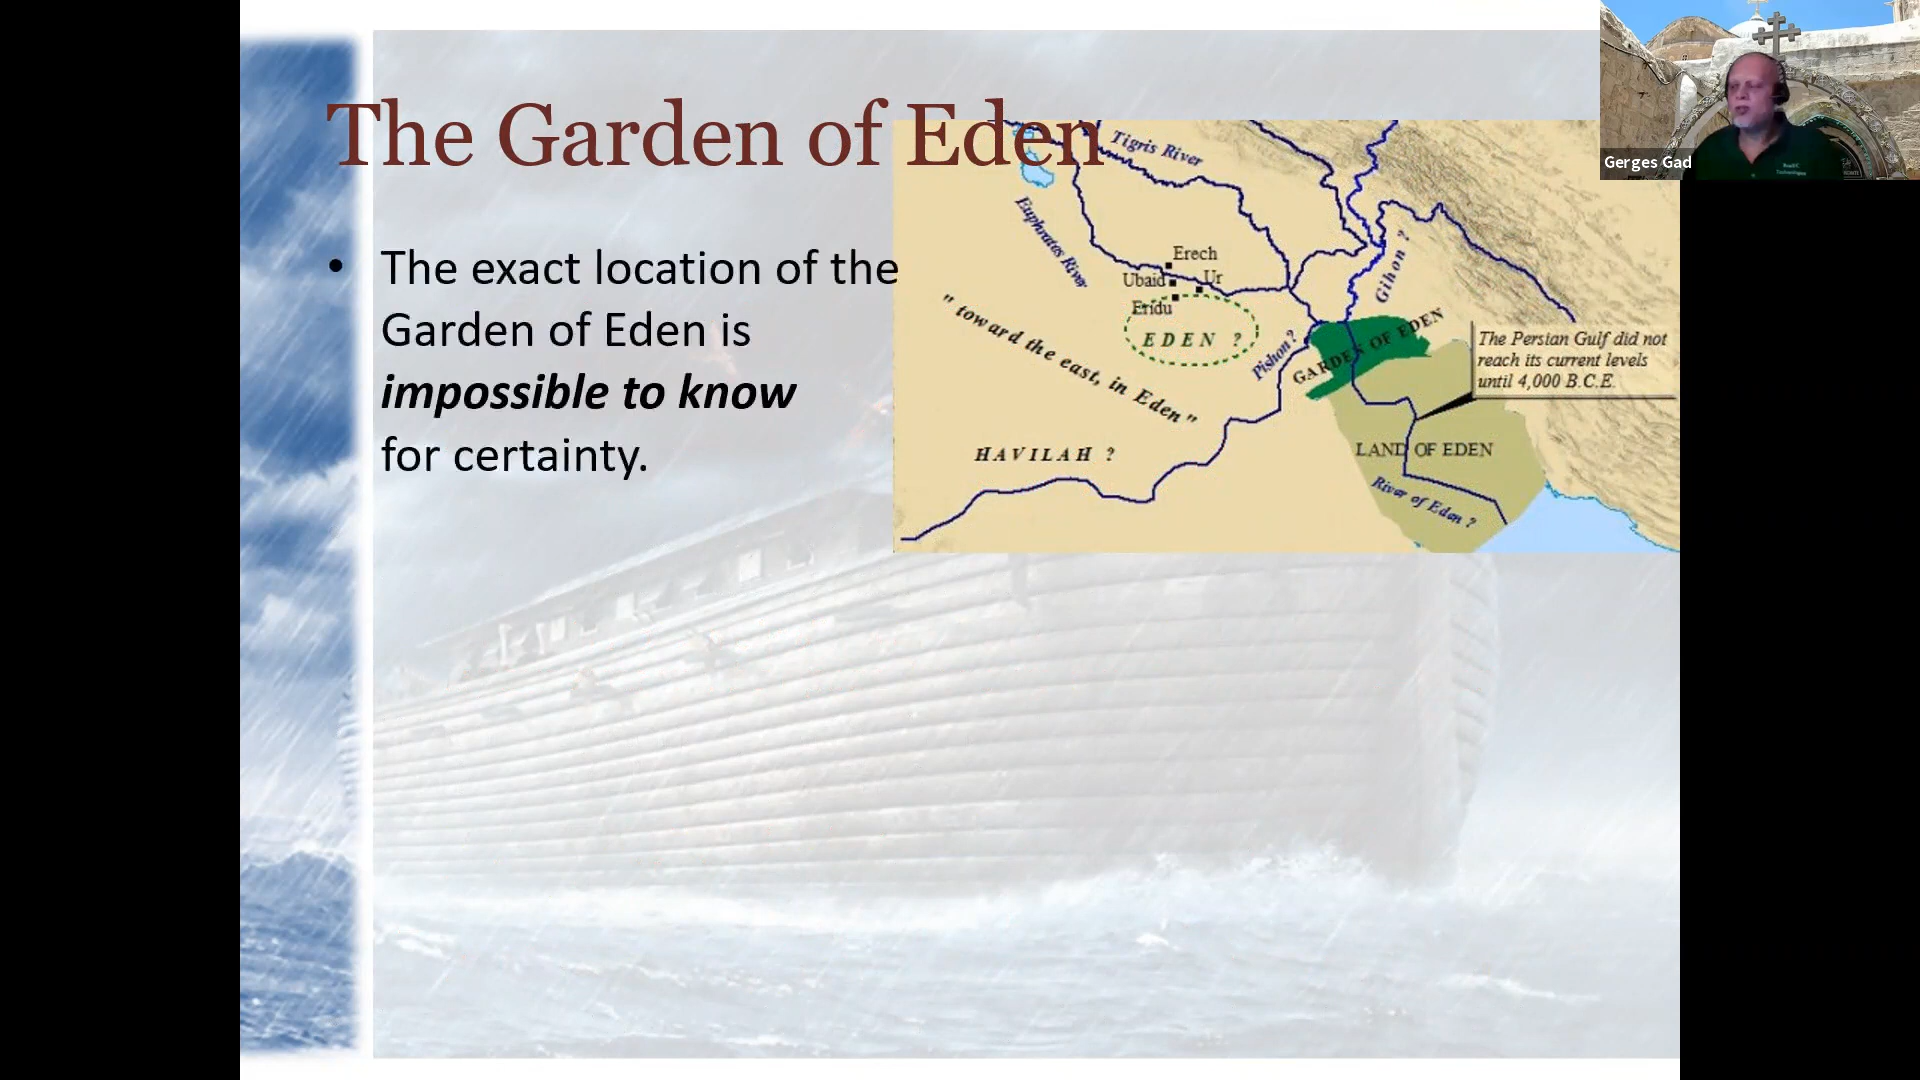 The Garden of Eden
• The exact location of the
Garden of Eden is
impossible to know
for certainty.
Tigris River
Euphrates River
Erech
Ubaid
Ur
Eridu
EDEN ?
" toward the east, in Eden "
Gihon ?
Pishon ?
GARDEN OF EDEN
The Persian Gulf did not
reach its current levels
until 4,000 B.C.E.
HAVILAH ?
LAND OF EDEN
River of Eden ?
Gerges Gad